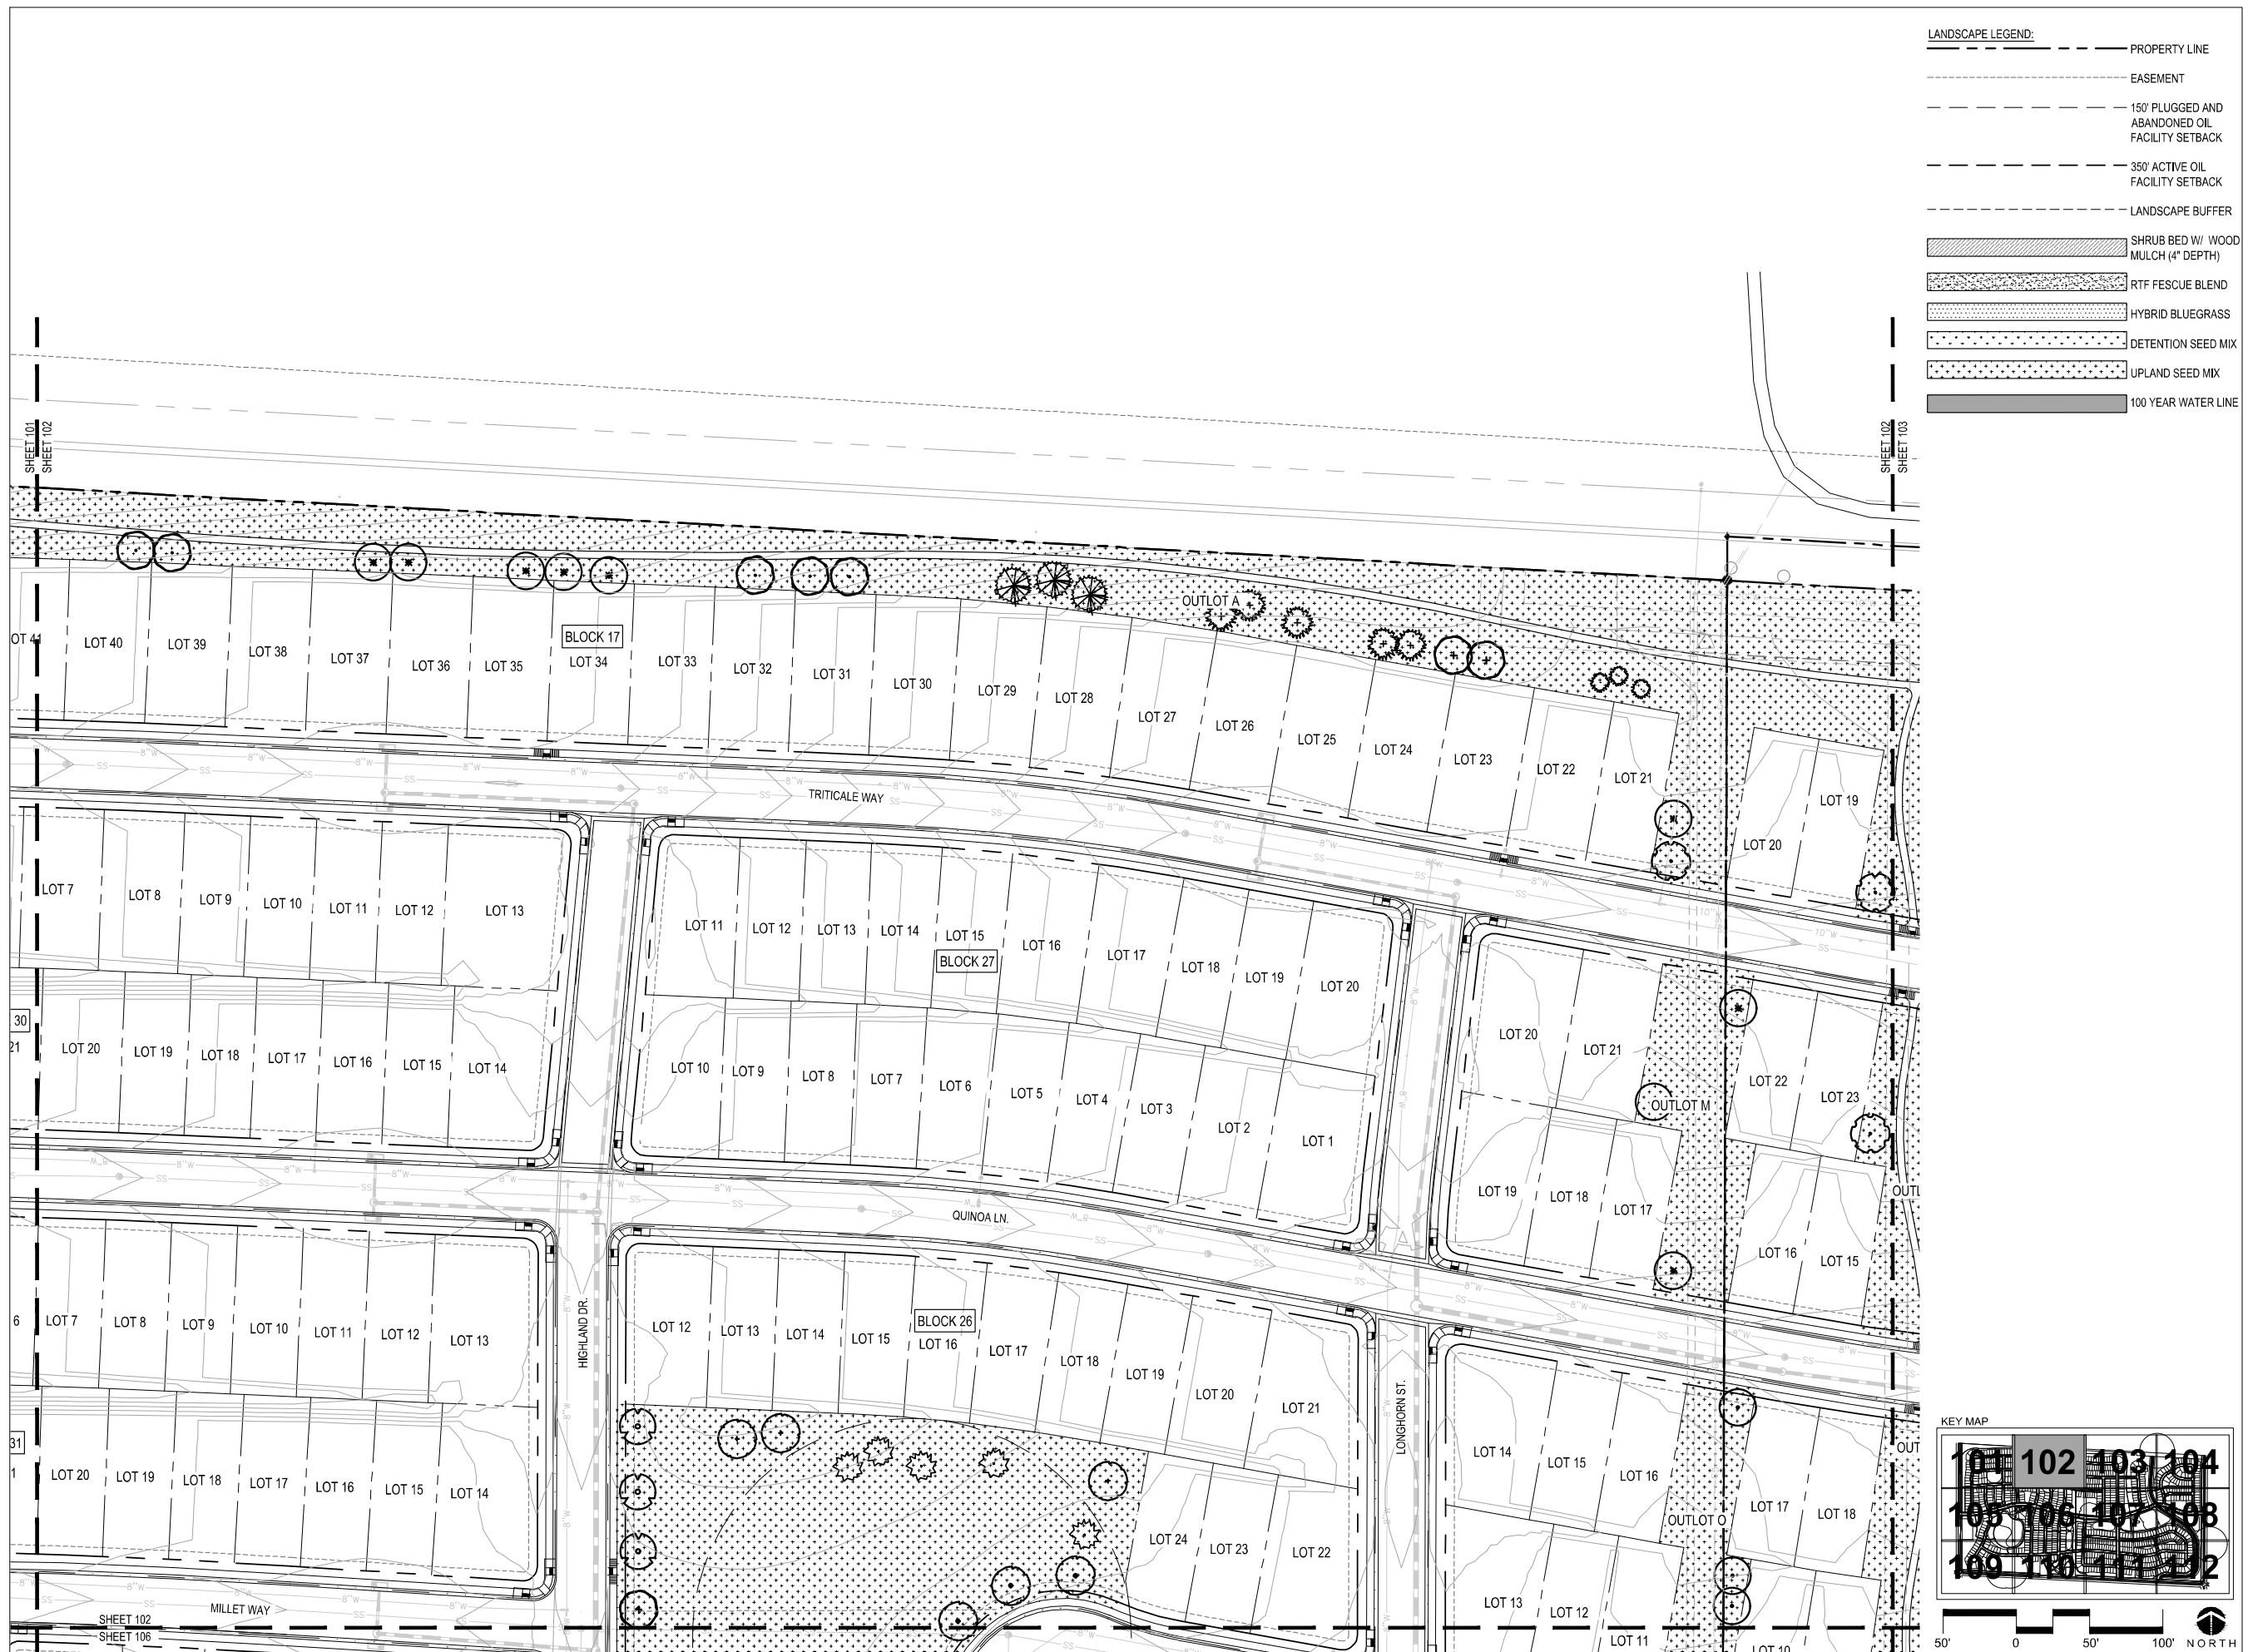 LANDSCAPE LEGEND:
PROPERTY LINE
EASEMENT
150' PLUGGED AND
ABANDONED OIL
FACILITY SETBACK
350' ACTIVE OIL
FACILITY SETBACK
LANDSCAPE BUFFER
SHRUB BED W/ WOOD
MULCH (4" DEPTH)
RTF FESCUE BLEND
HYBRID BLUEGRASS
DETENTION SEED MIX
UPLAND SEED MIX
100 YEAR WATER LINE
SHEET 101
SHEET 102
SHEET 102
SHEET 103
OUTLOT A
BLOCK 17
OT 41
LOT 40
LOT 39
LOT 38
LOT 37
LOT 36
LOT 35
LOT 34
LOT 33
LOT 32
LOT 31
LOT 30
LOT 29
LOT 28
LOT 27
LOT 26
LOT 25
LOT 24
LOT 23
LOT 22
LOT 21
LOT 20
LOT 19
TRITICALE WAY
LOT 7
LOT 8
LOT 9
LOT 10
LOT 11
LOT 12
LOT 13
LOT 11
LOT 12
LOT 13
LOT 14
LOT 15
BLOCK 27
LOT 16
LOT 17
LOT 18
LOT 19
LOT 20
LOT 20
LOT 21
LOT 22
LOT 23
OUTLOT M
30
21
LOT 20
LOT 19
LOT 18
LOT 17
LOT 16
LOT 15
LOT 14
LOT 10
LOT 9
LOT 8
LOT 7
LOT 6
LOT 5
LOT 4
LOT 3
LOT 2
LOT 1
LOT 19
LOT 18
LOT 17
LOT 16
LOT 15
OUTL
QUINOA LN.
HIGHLAND DR.
LONGHORN ST.
6
LOT 7
LOT 8
LOT 9
LOT 10
LOT 11
LOT 12
LOT 13
LOT 12
LOT 13
LOT 14
LOT 15
BLOCK 26
LOT 16
LOT 17
LOT 18
LOT 19
LOT 20
LOT 21
LOT 14
LOT 15
LOT 16
OUTLOT O
LOT 17
LOT 18
OUT
31
1
LOT 20
LOT 19
LOT 18
LOT 17
LOT 16
LOT 15
LOT 14
LOT 24
LOT 23
LOT 22
LOT 13
LOT 12
LOT 11
LOT 10
MILLET WAY
SHEET 102
SHEET 106
KEY MAP
101 102 103 104
105 106 107 108
109 110 111 112
50' 0 50' 100'
NORTH